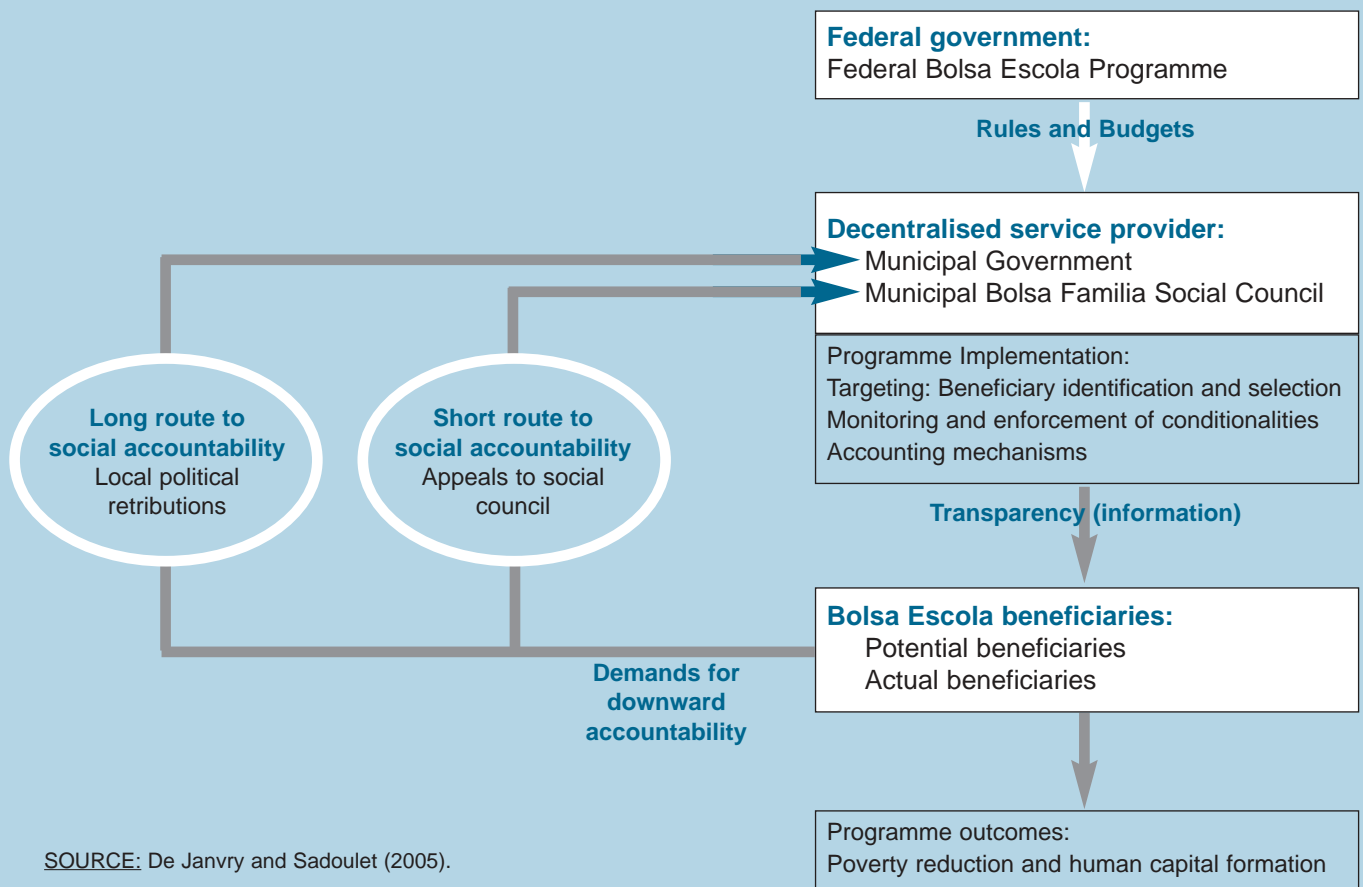 Federal government:
Federal Bolsa Escola Programme
Rules and Budgets
Decentralised service provider:
Municipal Government
Municipal Bolsa Familia Social Council
Programme Implementation:
Targeting: Beneficiary identification and selection
Monitoring and enforcement of conditionalities
Accounting mechanisms
Long route to
social accountability
Local political
retributions
Short route to
social accountability
Appeals to social
council
Transparency (information)
Bolsa Escola beneficiaries:
Potential beneficiaries
Actual beneficiaries
Demands for
downward
accountability
Programme outcomes:
Poverty reduction and human capital formation
SOURCE: De Janvry and Sadoulet (2005).